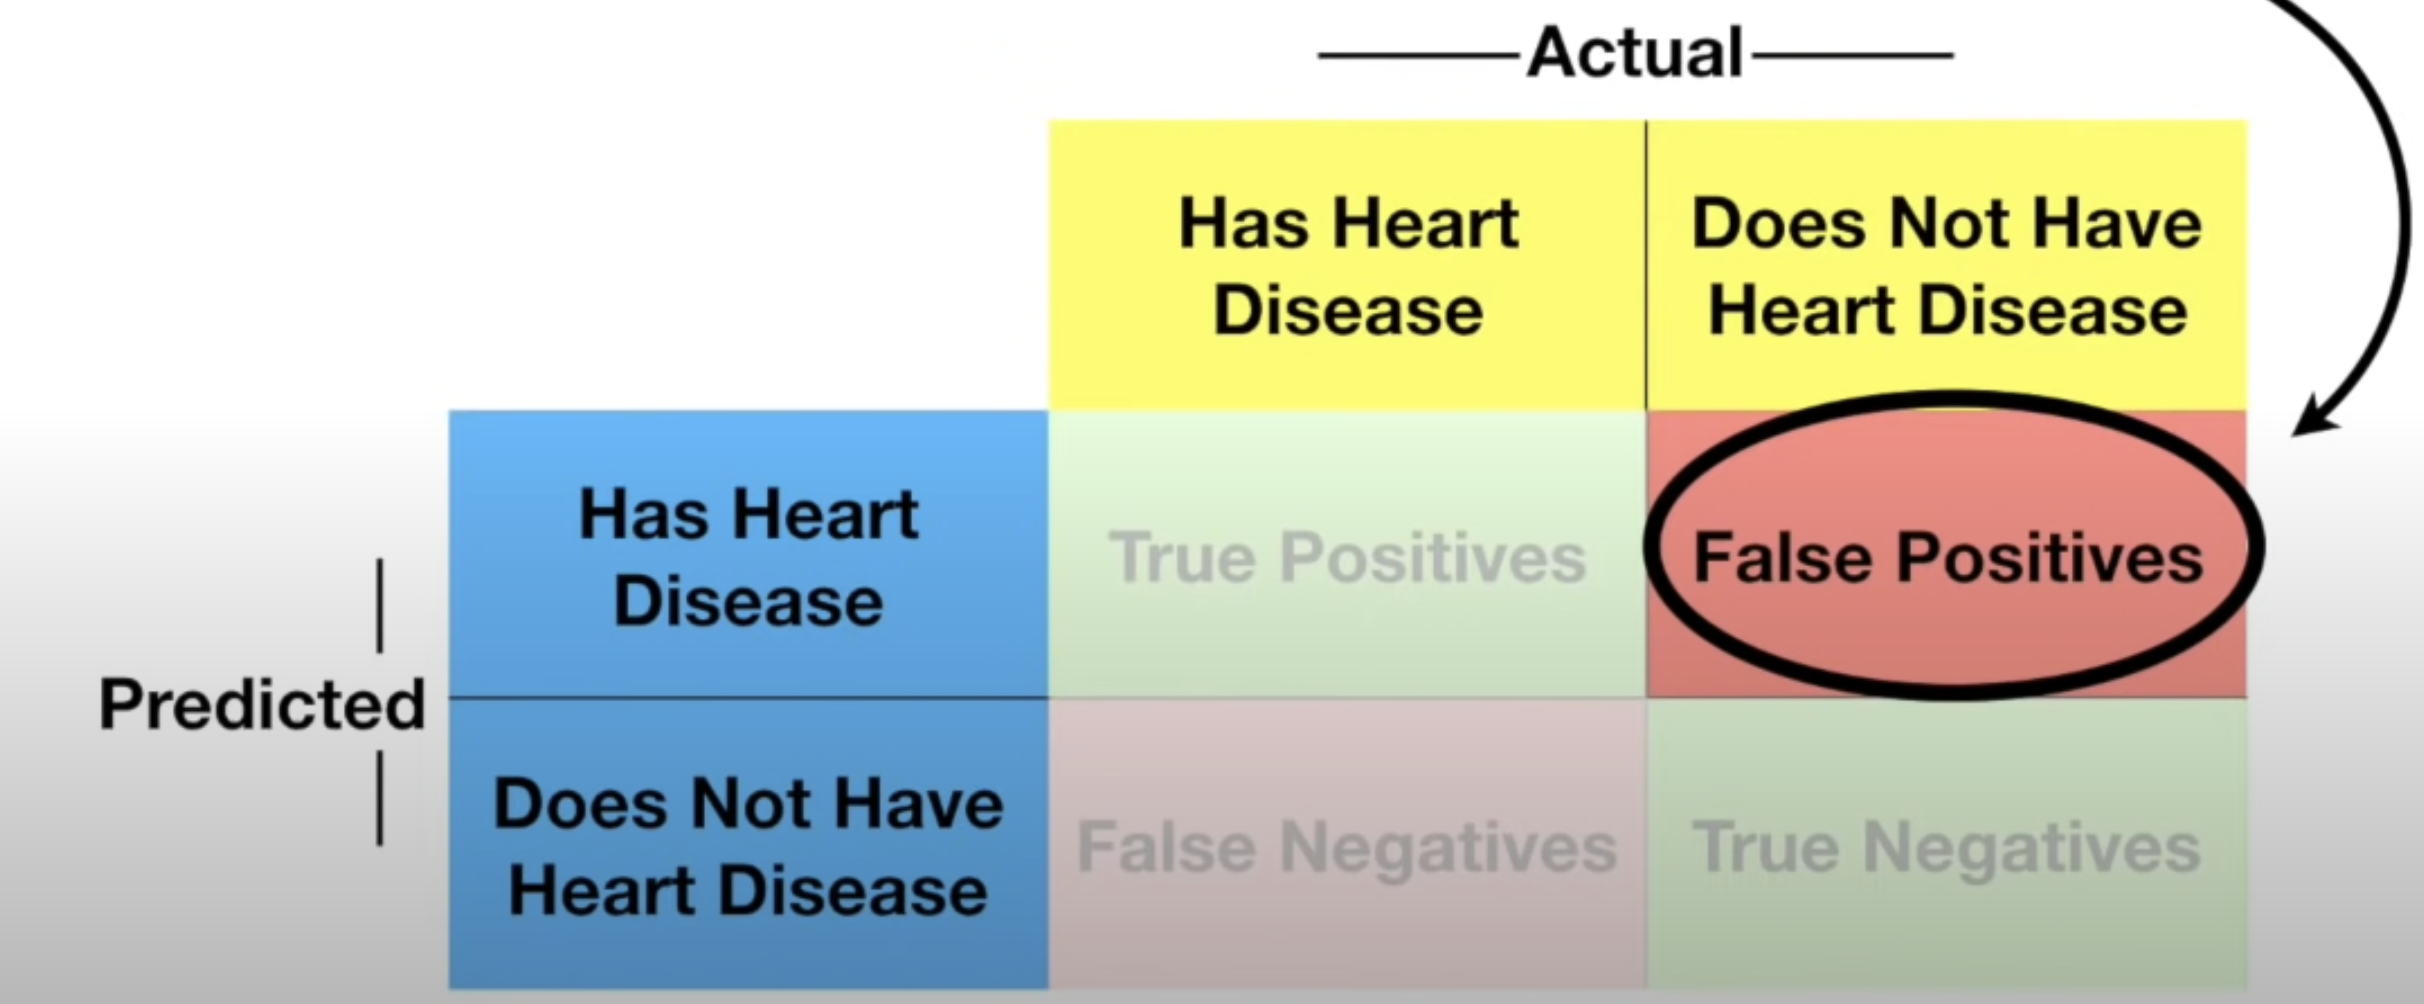 Actual
Has Heart
Disease
Does Not Have
Heart Disease
Has Heart
Disease
True Positives
False Positives
Predicted
Does Not Have
Heart Disease
False Negatives
True Negatives